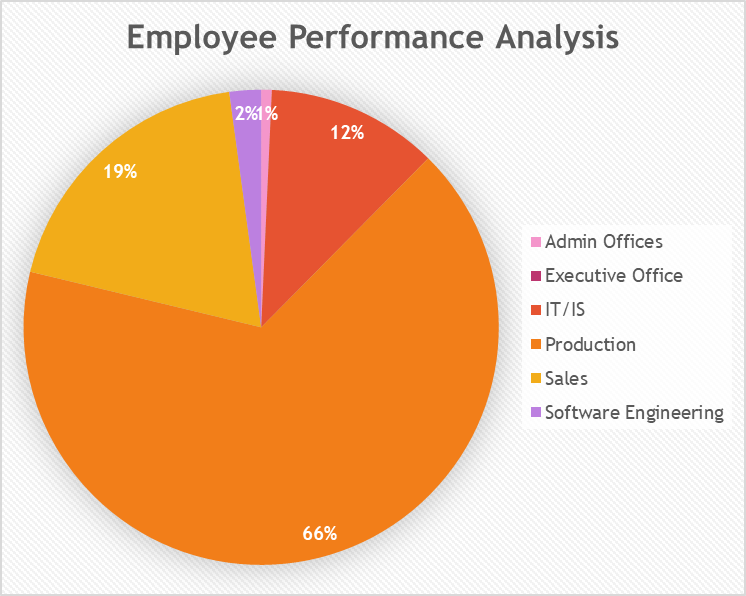 Employee Performance Analysis
2%
1%
12%
19%
66%
Admin Offices
Executive Office
IT/IS
Production
Sales
Software Engineering